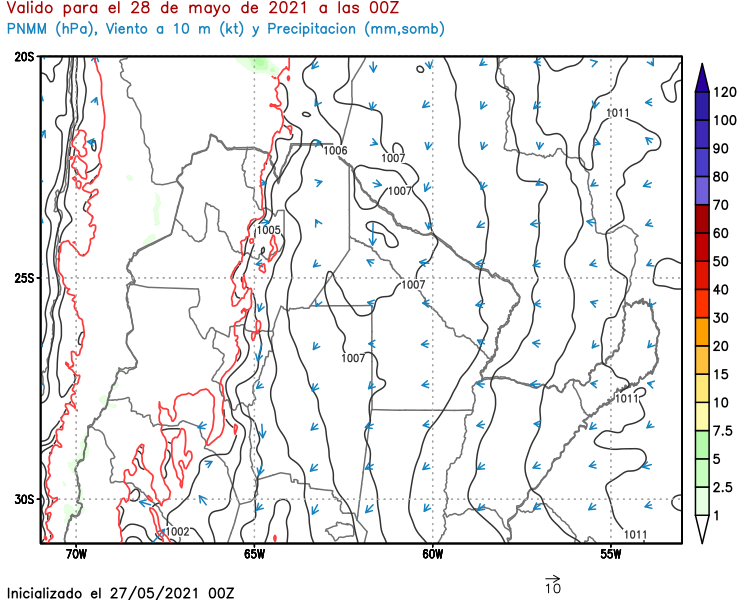 Valido para el 28 de mayo de 2021 a las 00Z
PNMM (hPa), Viento a 10 m (kt) y Precipitacion (mm,somb)
20S
25S
30S
70W
65W
60W
55W
1011
1006
1007
1007
1005
1007
1007
1011
1002
1011
120
100
90
80
70
60
50
40
30
20
15
10
7.5
5
2.5
1
10
Inicializado el 27/05/2021 00Z